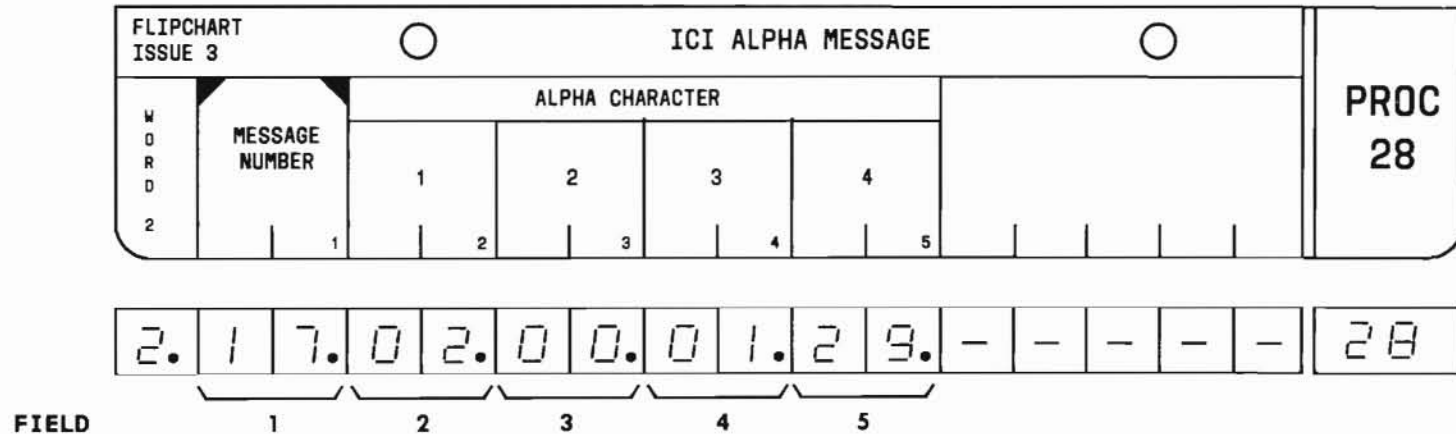 FLIPCHART
ISSUE 3
ICI ALPHA MESSAGE
PROC
28
WORD 2
MESSAGE
NUMBER
1
ALPHA CHARACTER
1 2 3 4
2 3 4 5
2. 1 7. 0 2. 0 0. 0 1. 2 9. - - - - - 28
FIELD 1 2 3 4 5